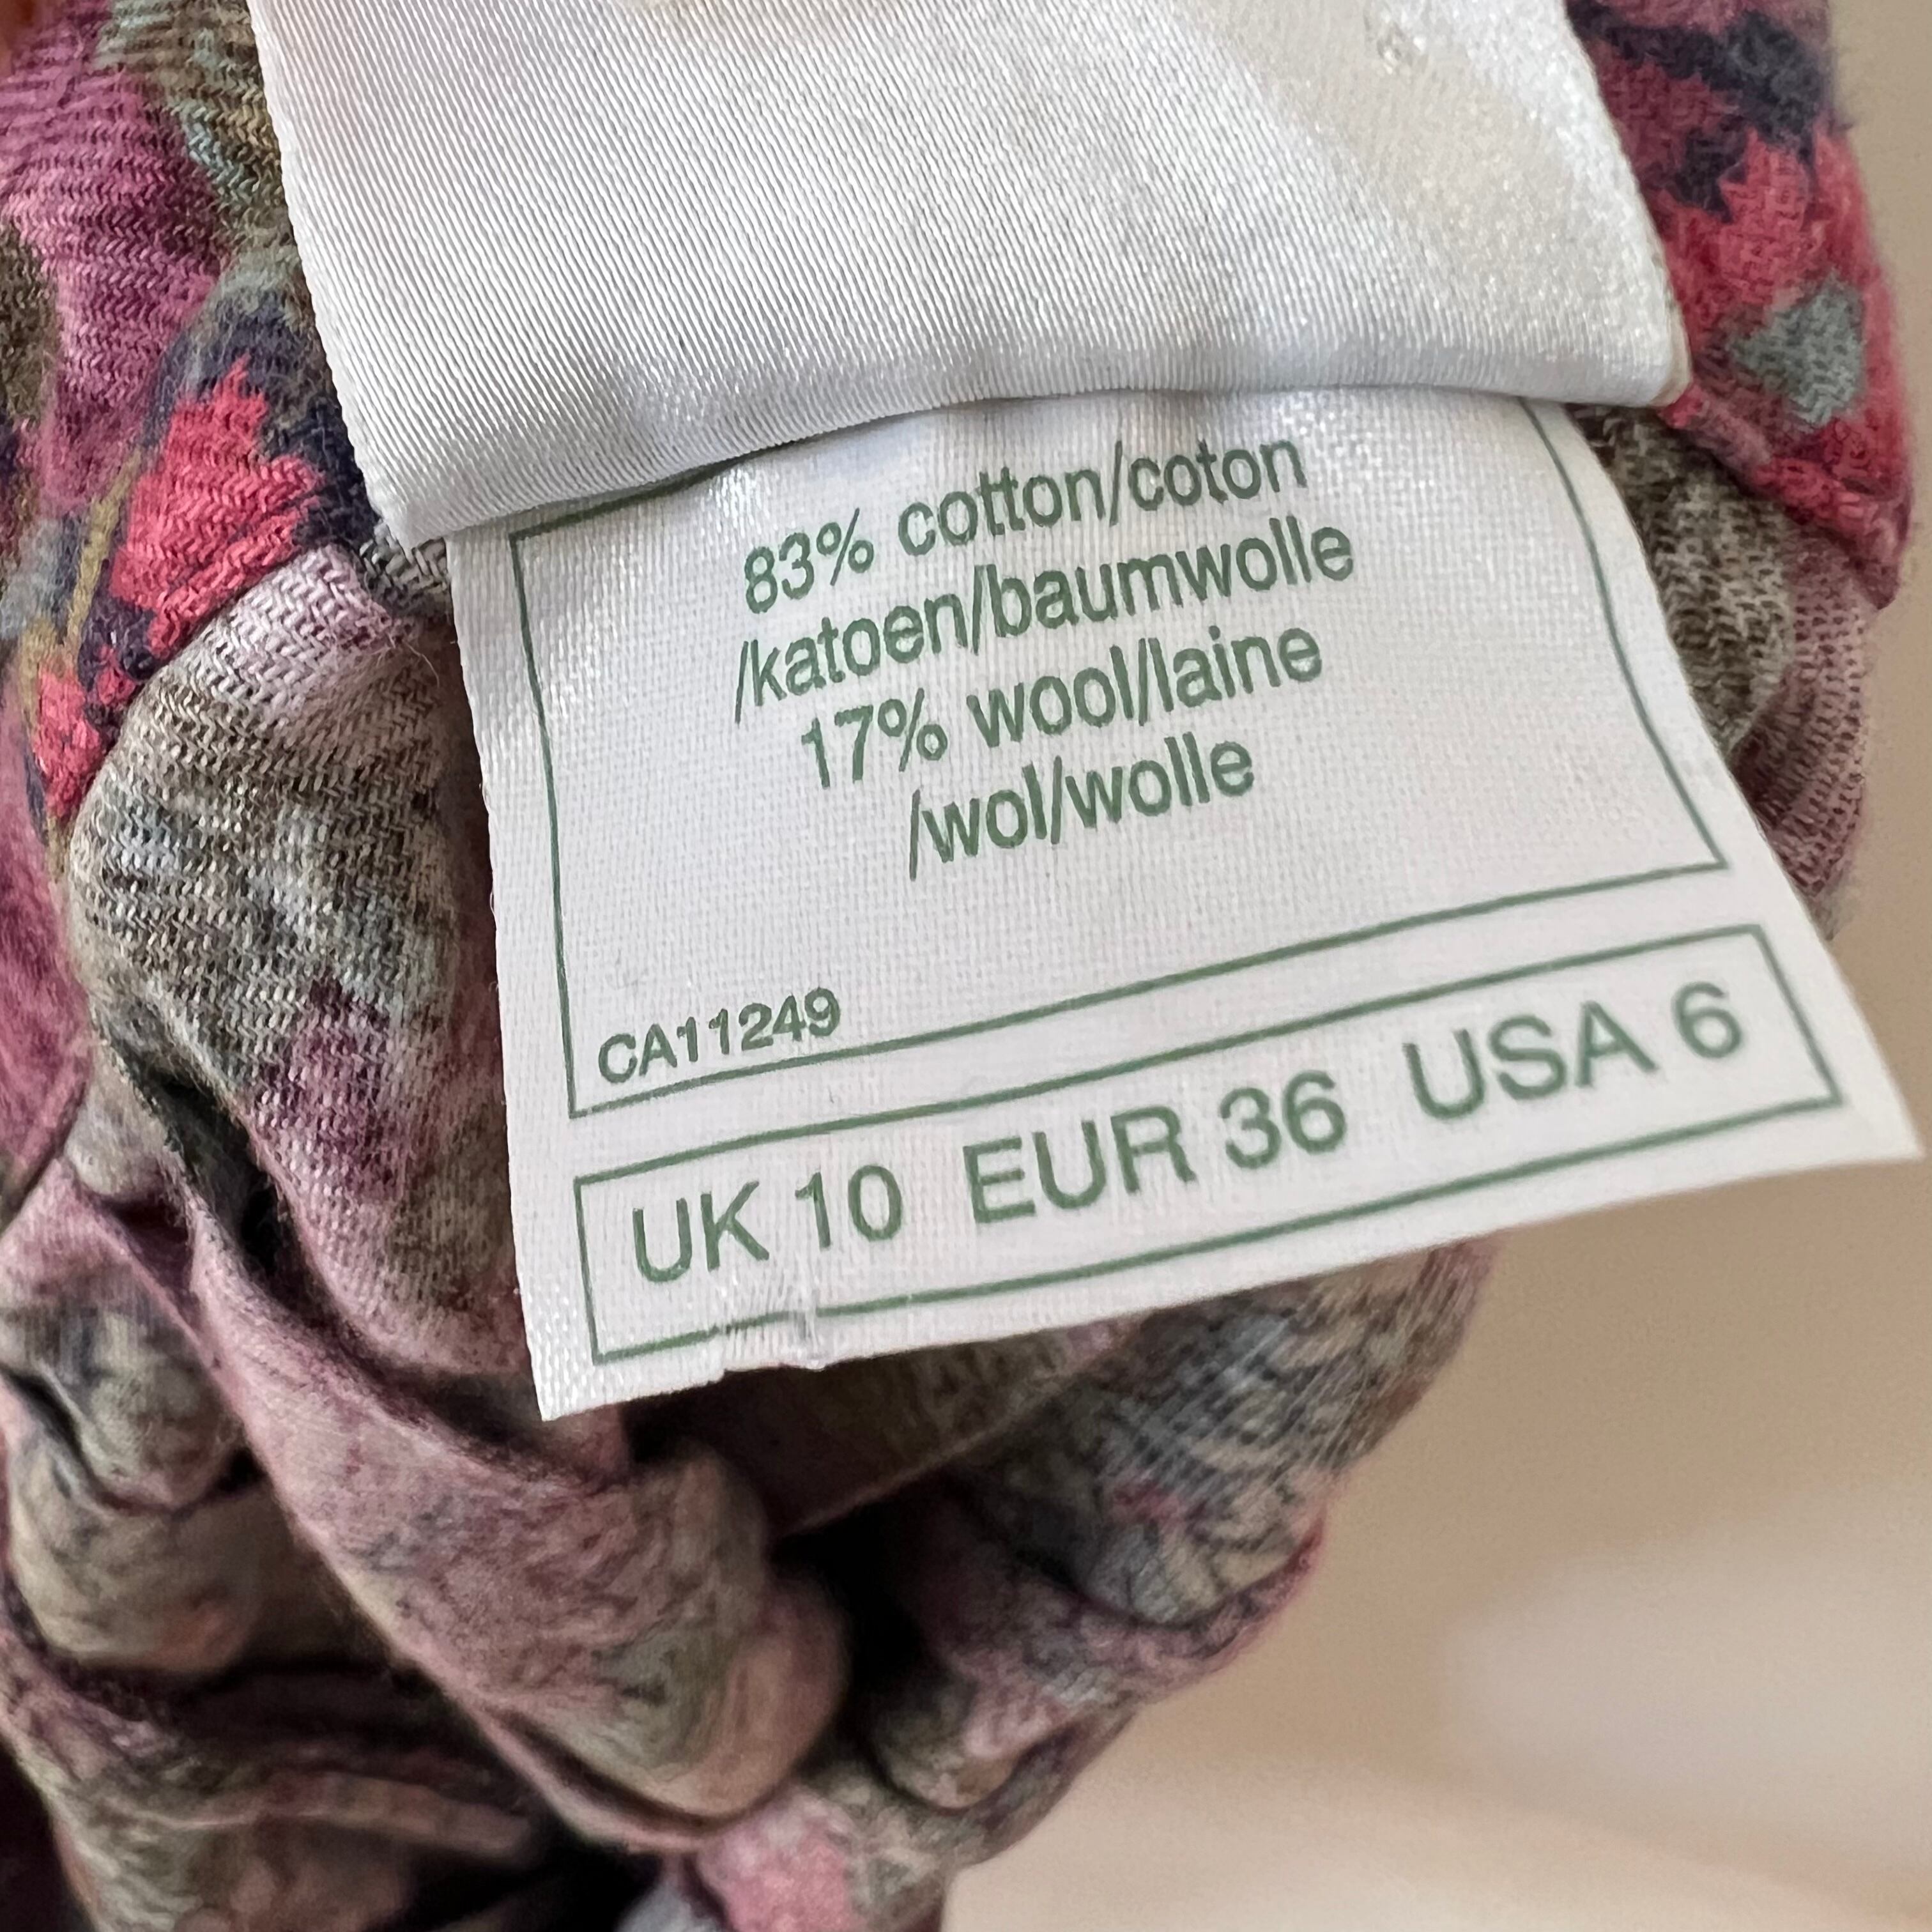 83% cotton/coton
/katoen/baumwolle
17% wool/laine
/wol/wolle
CA11249
UK 10 EUR 36 USA 6